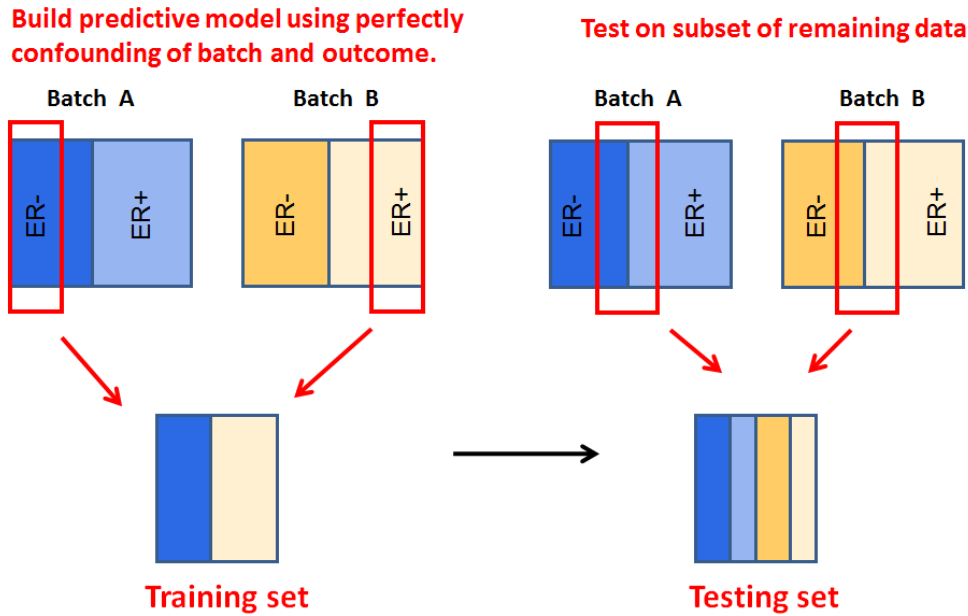 Build predictive model using perfectly
confounding of batch and outcome.
Test on subset of remaining data
Batch A
Batch B
Batch A
Batch B
ER-
ER+
ER-
ER+
ER-
ER+
ER-
ER+
Training set
Testing set